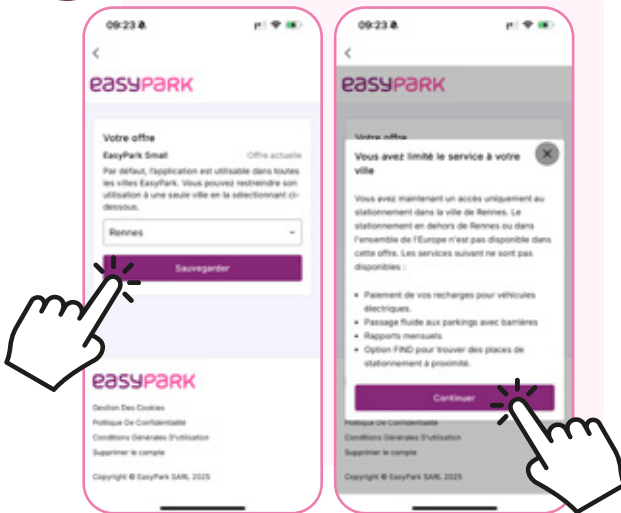 09:23
easypark
Votre offre
EasyPark Small Offre actuelle
Par défaut, l'application est utilisable dans toutes
les villes EasyPark. Vous pouvez restreindre son
utilisation à une seule ville en la sélectionnant ci-
dessous.
Rennes
Sauvegarder
easypark
Gestion Des Cookies
Politique De Confidentialité
Conditions Générales D'utilisation
Supprimer le compte
Copyright © EasyPark SARL 2025
09:23
easypark
Votre offre
Vous avez limité le service à votre
ville
Vous avez maintenant un accès uniquement au
stationnement dans la ville de Rennes. Le
stationnement en dehors de Rennes ou dans
l'ensemble de l'Europe n'est pas disponible dans
cette offre. Les services suivant ne sont pas
disponibles :
• Paiement de vos recharges pour véhicules
électriques.
• Passage fluide aux parkings avec barrières
• Rapports mensuels
• Option FIND pour trouver des places de
stationnement à proximité.
Continuer
Politique De Confidentialité
Conditions Générales D'utilisation
Supprimer le compte
Copyright © EasyPark SARL 2025